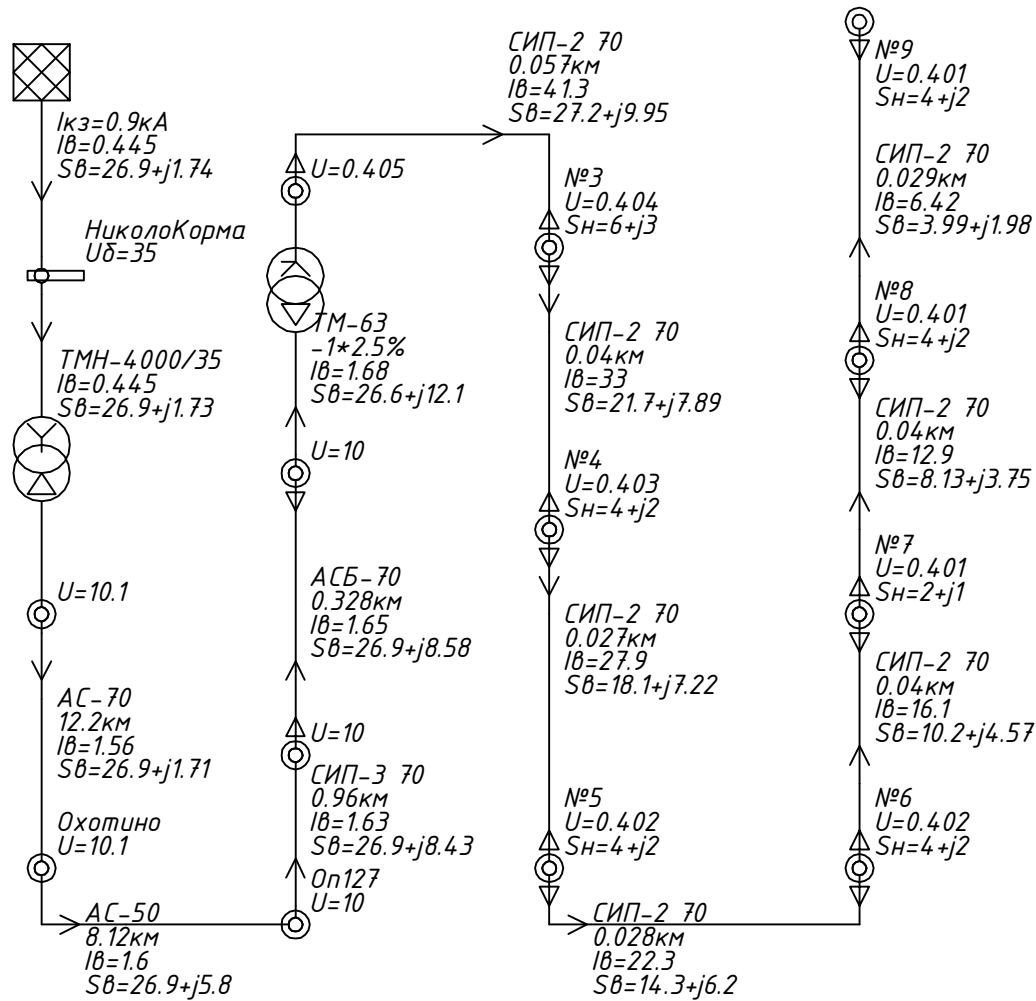 Iкз=0.9кА
Iв=0.445
Sв=26.9+j1.74
НиколоКорма
Uб=35
ТМН-4000/35
Iв=0.445
Sв=26.9+j1.73
U=10.1
АС-70
12.2км
Iв=1.56
Sв=26.9+j1.71
Охотино
U=10.1
АС-50
8.12км
Iв=1.6
Sв=26.9+j5.8
Оп127
U=10
СИП-3 70
0.96км
Iв=1.63
Sв=26.9+j8.43
U=10
АСБ-70
0.328км
Iв=1.65
Sв=26.9+j8.58
U=10
ТМ-63
-1*2.5%
Iв=1.68
Sв=26.6+j12.1
U=0.405
СИП-2 70
0.057км
Iв=41.3
Sв=27.2+j9.95
№3
U=0.404
Sн=6+j3
СИП-2 70
0.04км
Iв=33
Sв=21.7+j7.89
№4
U=0.403
Sн=4+j2
СИП-2 70
0.027км
Iв=27.9
Sв=18.1+j7.22
№5
U=0.402
Sн=4+j2
СИП-2 70
0.028км
Iв=22.3
Sв=14.3+j6.2
№6
U=0.402
Sн=4+j2
СИП-2 70
0.04км
Iв=16.1
Sв=10.2+j4.57
№7
U=0.401
Sн=2+j1
СИП-2 70
0.04км
Iв=12.9
Sв=8.13+j3.75
№8
U=0.401
Sн=4+j2
СИП-2 70
0.029км
Iв=6.42
Sв=3.99+j1.98
№9
U=0.401
Sн=4+j2